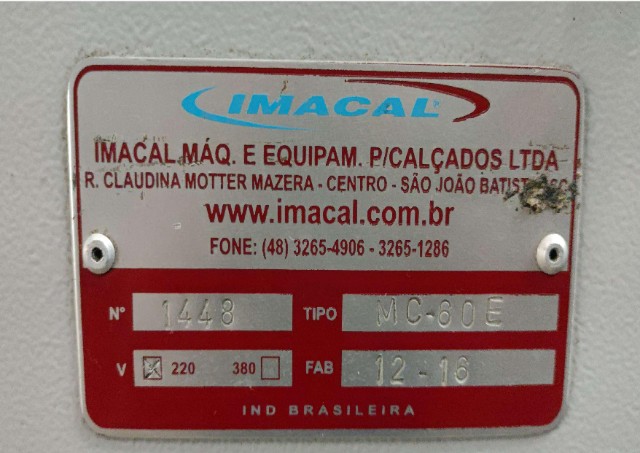 IMACAL
IMACAL MÁQ. E EQUIPAM. P/CALÇADOS LTDA
R. CLAUDINA MOTTER MAZERA - CENTRO - SÃO JOÃO
www.imacal.com.br
FONE: (48) 3265-4906 - 3265-1286
Nº 1448 TIPO MC-60E
V 220 380 FAB 12-16
IND BRASILEIRA